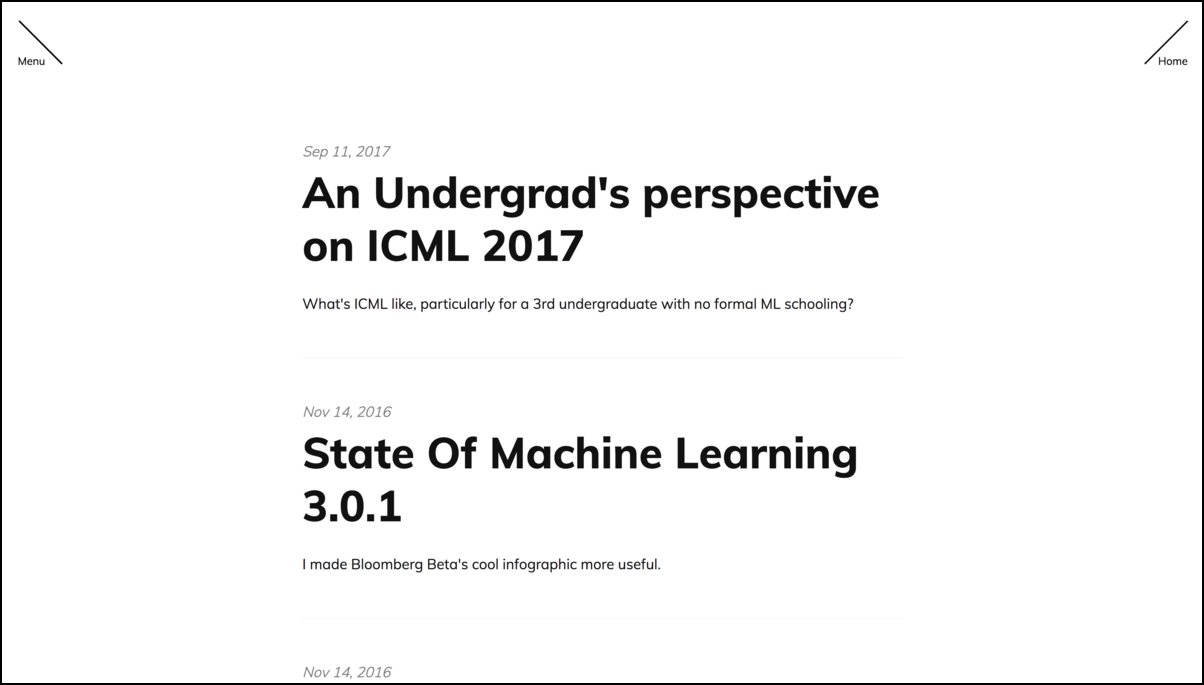 Menu
Home
Sep 11, 2017
An Undergrad's perspective
on ICML 2017
What's ICML like, particularly for a 3rd undergraduate with no formal ML schooling?
Nov 14, 2016
State Of Machine Learning
3.0.1
I made Bloomberg Beta's cool infographic more useful.
Nov 14, 2016